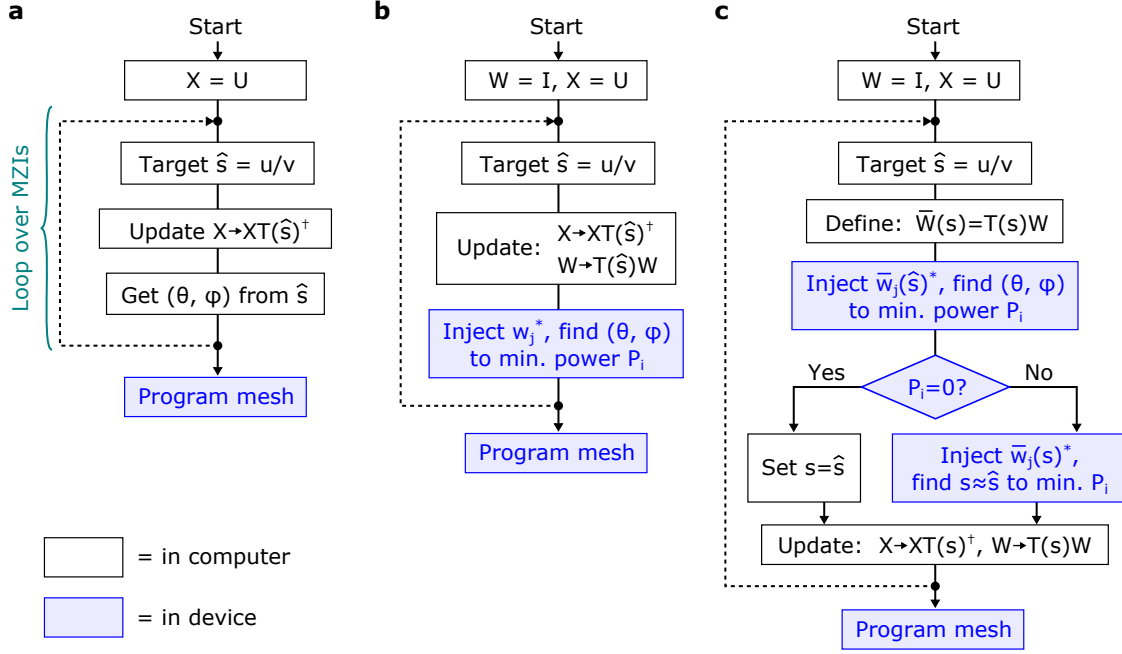 a
Start
X = U
Loop over MZIs
Target ŝ = u/v
Update X→XT(ŝ)†
Get (θ, φ) from ŝ
Program mesh
= in computer
= in device
b
Start
W = I, X = U
Target ŝ = u/v
Update: X→XT(ŝ)†
W→T(ŝ)W
Inject wⱼ*, find (θ, φ)
to min. power Pᵢ
Program mesh
c
Start
W = I, X = U
Target ŝ = u/v
Define: W̅(s)=T(s)W
Inject w̅ⱼ(ŝ)*, find (θ, φ)
to min. power Pᵢ
Yes
Pᵢ=0?
No
Set s=ŝ
Inject w̅ⱼ(s)*,
find s≈ŝ to min. Pᵢ
Update: X→XT(s)†, W→T(s)W
Program mesh